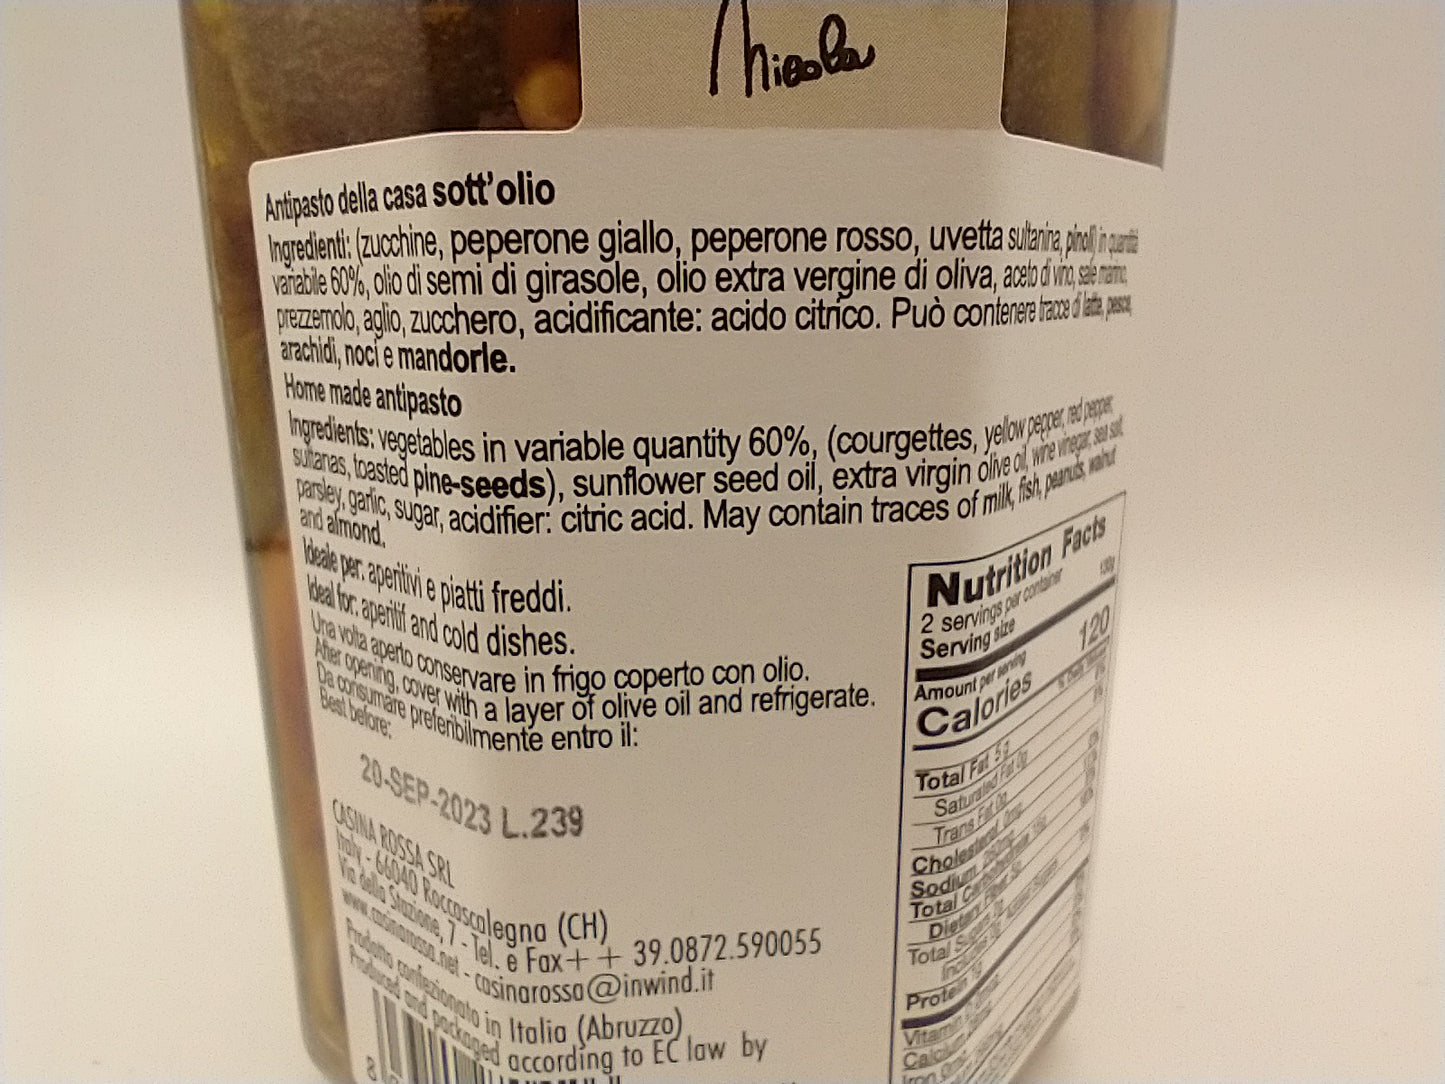 Nicola
Antipasto della casa sott'olio
Ingredienti: (zucchine, peperone giallo, peperone rosso, uvetta sultanina, pinoli) in quantità
variabile 60%, olio di semi di girasole, olio extra vergine di oliva, aceto di vino, sale marino,
prezzemolo, aglio, zucchero, acidificante: acido citrico. Può contenere tracce di latte, pesce,
arachidi, noci e mandorle.
Home made antipasto
Ingredients: vegetables in variable quantity 60%, (courgettes, yellow pepper, red pepper,
sultanas, toasted pine-seeds), sunflower seed oil, extra virgin olive oil, wine vinegar, sea salt,
parsley, garlic, sugar, acidifier: citric acid. May contain traces of milk, fish, peanuts, walnut
and almond.
Ideale per: aperitivi e piatti freddi.
Ideal for: aperitif and cold dishes.
Una volta aperto conservare in frigo coperto con olio.
After opening, cover with a layer of olive oil and refrigerate.
Da consumare preferibilmente entro il:
Best before:
20-SEP-2023 L.239
CASINA ROSSA SRL
Italy - 66040 Roccascalegna (CH)
Via della Stazione, 7 - Tel. e Fax++ 39.0872.590055
www.casinarossa.net - casinarossa@inwind.it
Prodotto confezionato in Italia (Abruzzo)
Produced and packaged according to EC law by
8
Nutrition Facts
2 servings per container
Serving size
Amount per serving
Calories 120
Total Fat 5g
Saturated Fat 0g
Trans Fat 0g
Cholesterol 0mg
Sodium
Total Carbohydrate
Dietary Fiber
Total Sugars
Protein
Vitamin
Calcium
Iron